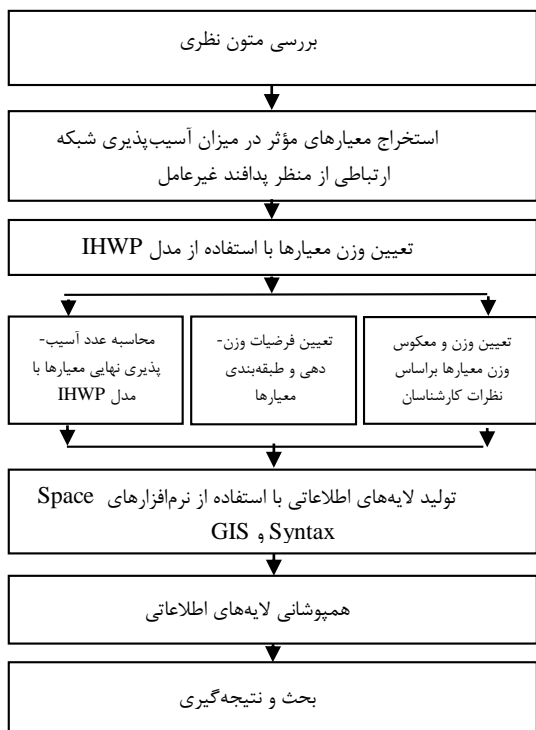 بررسی متون نظری
استخراج معیارهای مؤثر در میزان آسیب‌پذیری شبکه
ارتباطی از منظر پدافند غیرعامل
تعیین وزن معیارها با استفاده از مدل IHWP
تعیین وزن و معکوس
وزن معیارها براساس
نظرات کارشناسان
تعیین فرضیات وزن-
دهی و طبقه‌بندی
معیارها
محاسبه عدد آسیب-
پذیری نهایی معیارها با
مدل IHWP
تولید لایه‌های اطلاعاتی با استفاده از نرم‌افزارهای Space
Syntax و GIS
همپوشانی لایه‌های اطلاعاتی
بحث و نتیجه‌گیری